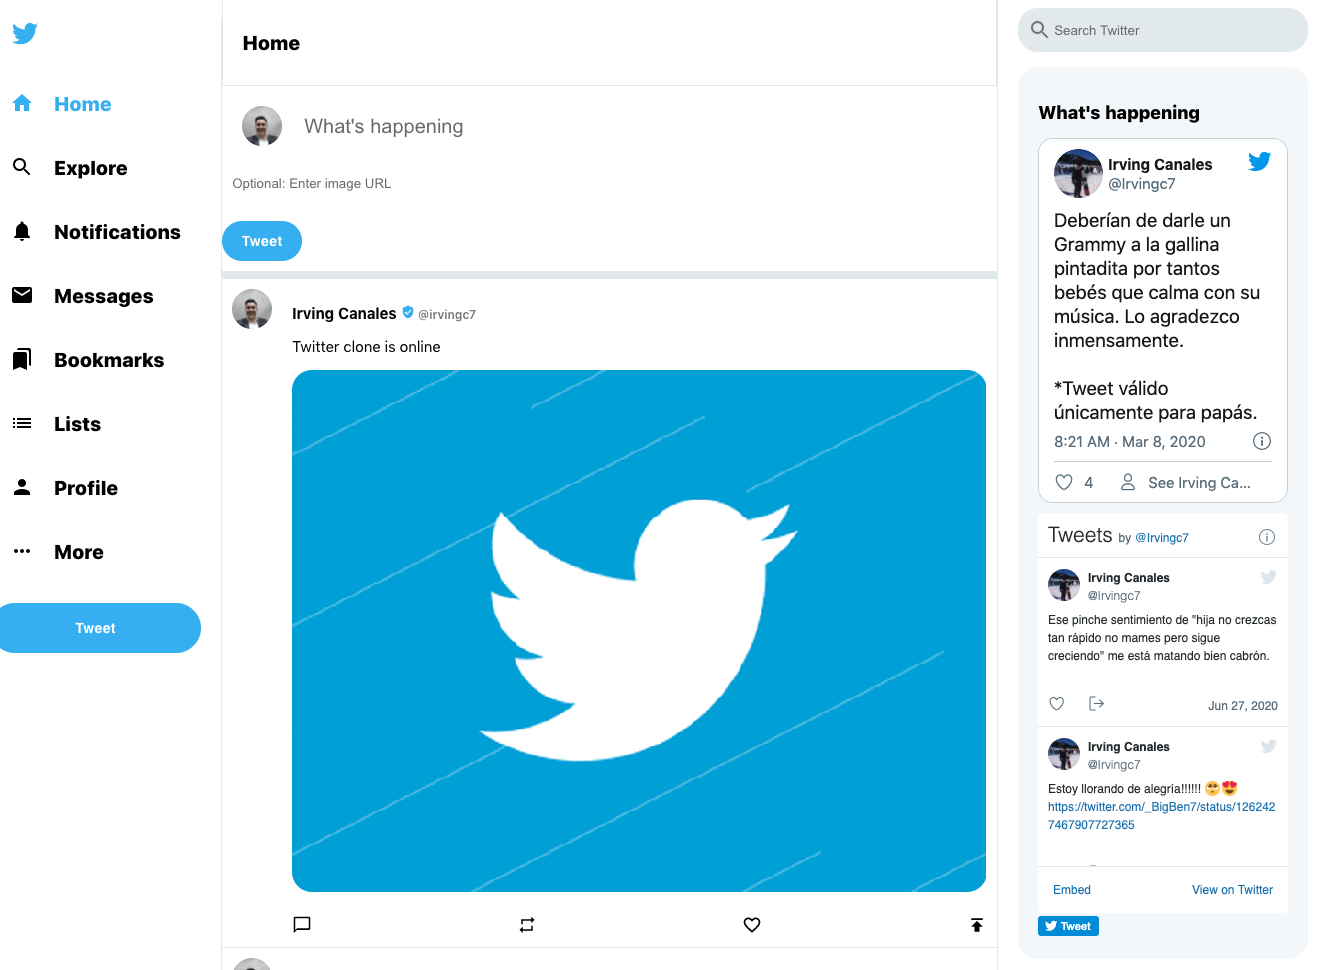 Home
Explore
Notifications
Messages
Bookmarks
Lists
Profile
More
Tweet
Home
What's happening
Optional: Enter image URL
Tweet
Irving Canales @irvingc7
Twitter clone is online
Search Twitter
What's happening
Irving Canales
@Irvingc7
Deberían de darle un
Grammy a la gallina
pintadita por tantos
bebés que calma con su
música. Lo agradezco
inmensamente.
*Tweet válido
únicamente para papás.
8:21 AM · Mar 8, 2020
4 See Irving Ca...
Tweets by @Irvingc7
Irving Canales
@Irvingc7
Ese pinche sentimiento de "hija no crezcas
tan rápido no mames pero sigue
creciendo" me está matando bien cabrón.
Jun 27, 2020
Irving Canales
@Irvingc7
Estoy llorando de alegría!!!!!! 🥺😍
https://twitter.com/_BigBen7/status/126242
7467907727365
Embed View on Twitter
Tweet